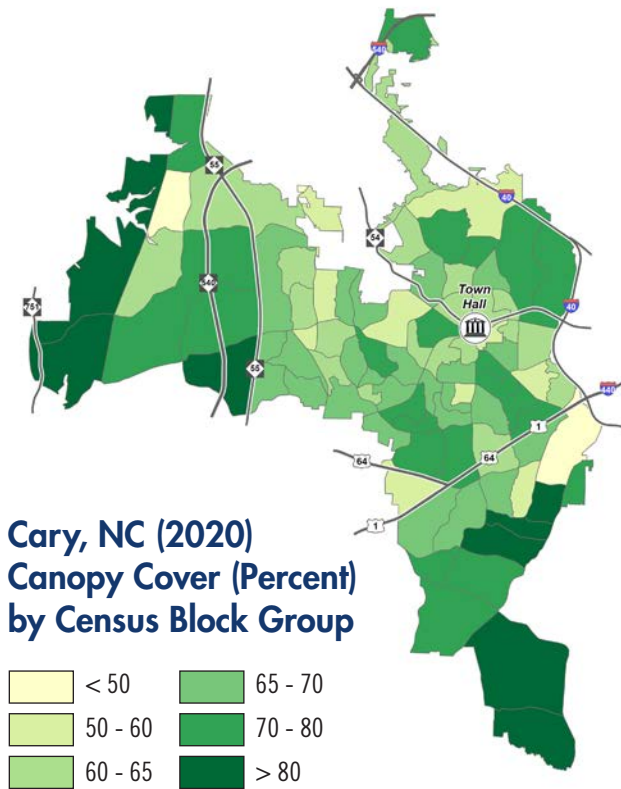 540
55
40
54
Town
Hall
540
751
40
55
440
1
64
64
1
Cary, NC (2020)
Canopy Cover (Percent)
by Census Block Group
< 50
65 - 70
50 - 60
70 - 80
60 - 65
> 80